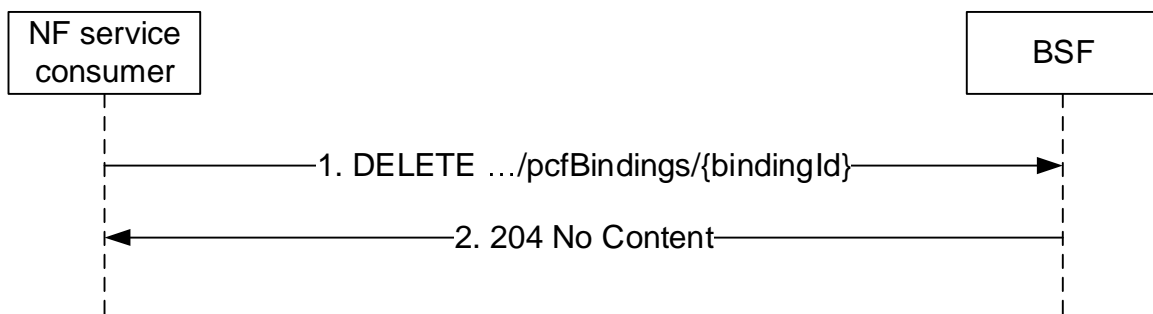 NF service
consumer
BSF
1. DELETE …/pcfBindings/{bindingId}
2. 204 No Content